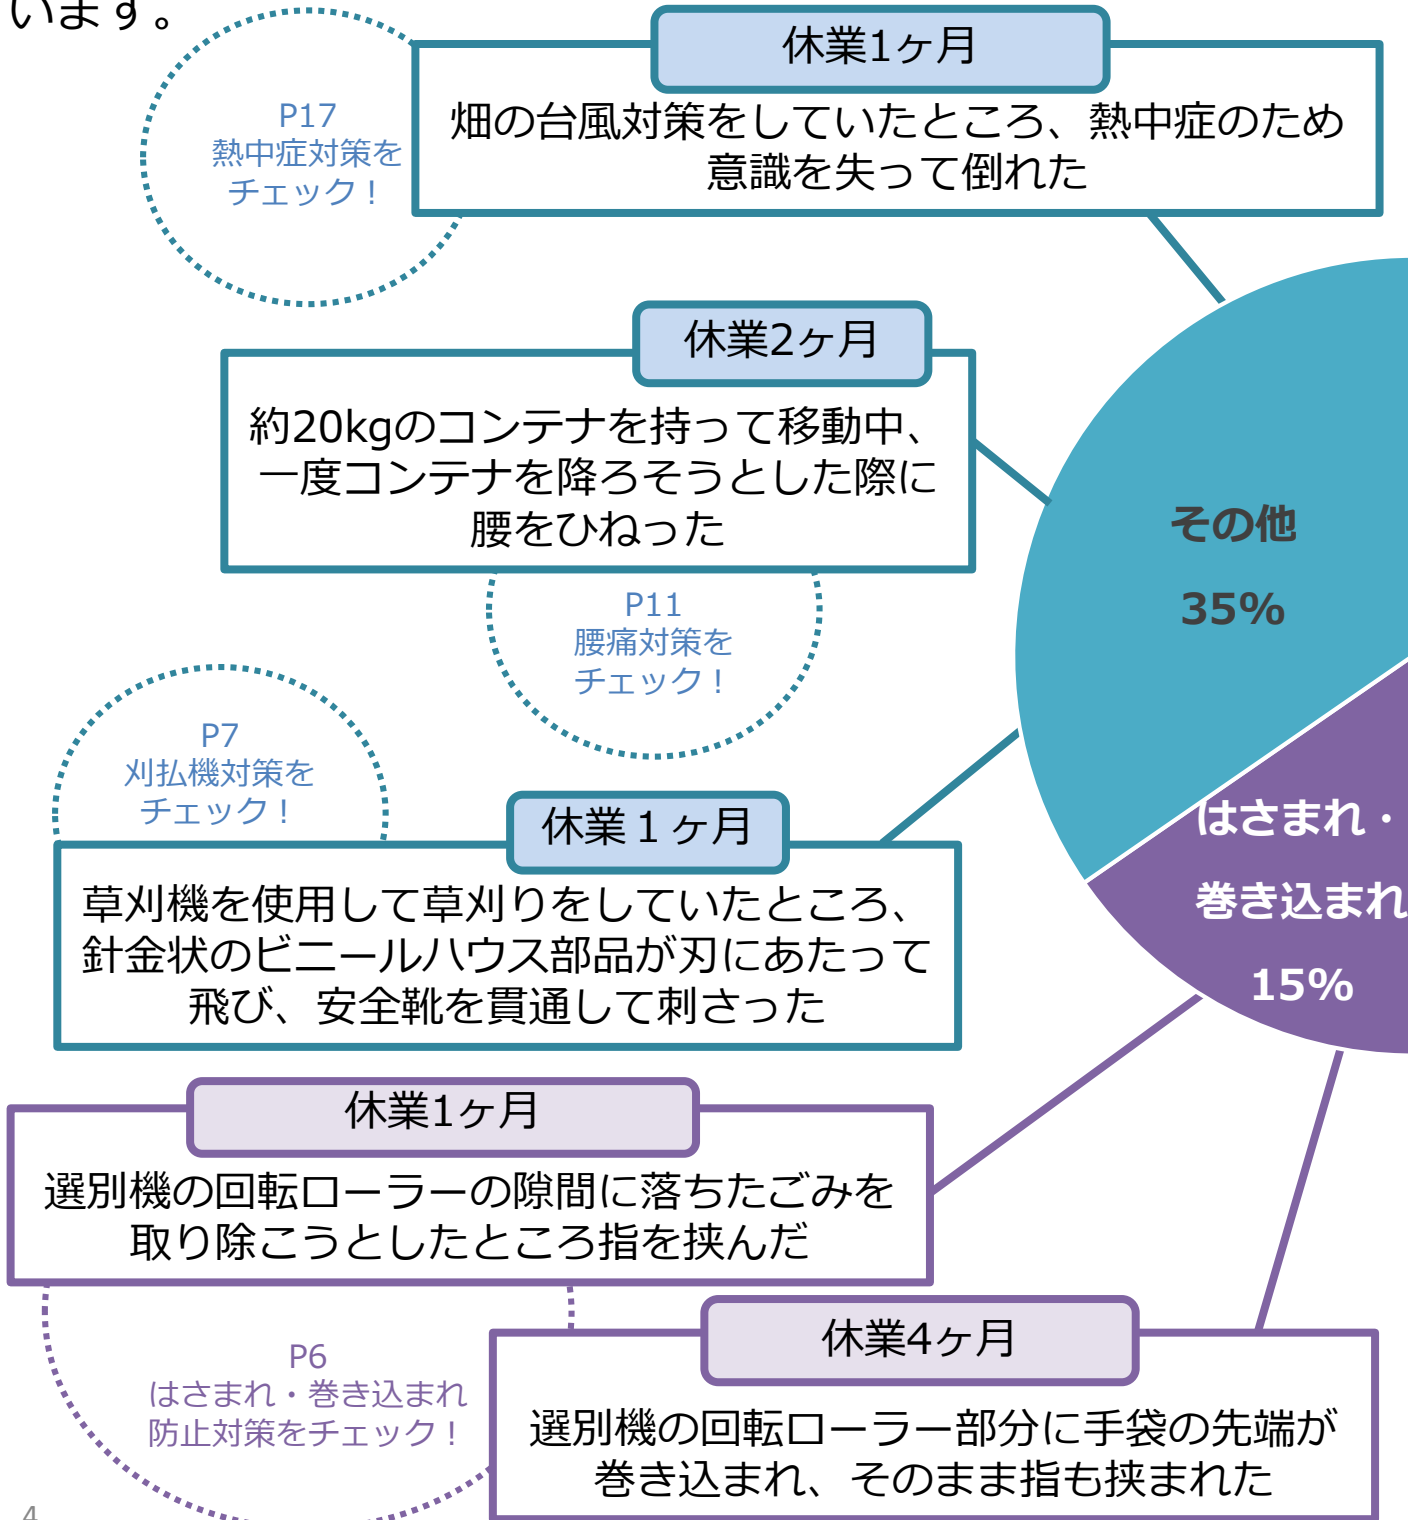 います。
休業1ヶ月
畑の台風対策をしていたところ、熱中症のため
意識を失って倒れた
P17
熱中症対策を
チェック！
休業2ヶ月
約20kgのコンテナを持って移動中、
一度コンテナを降ろそうとした際に
腰をひねった
P11
腰痛対策を
チェック！
その他
35%
P7
刈払機対策を
チェック！
休業１ヶ月
草刈機を使用して草刈りをしていたところ、
針金状のビニールハウス部品が刃にあたって
飛び、安全靴を貫通して刺さった
はさまれ・
巻き込まれ
15%
休業1ヶ月
選別機の回転ローラーの隙間に落ちたごみを
取り除こうとしたところ指を挟んだ
P6
はさまれ・巻き込まれ
防止対策をチェック！
休業4ヶ月
選別機の回転ローラー部分に手袋の先端が
巻き込まれ、そのまま指も挟まれた
4